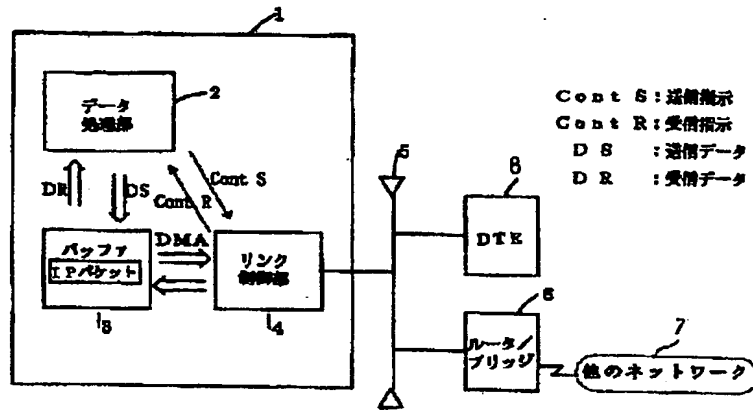 1
データ
処理部
2
DR
DS
Cont S
Cont R
バッファ
IPパケット
3
DMA
リンク
制御部
4
5
DTE
8
ルータ/
ブリッジ
6
他のネットワーク
7
Cont S:送信指示
Cont R:受信指示
DS :送信データ
DR :受信データ